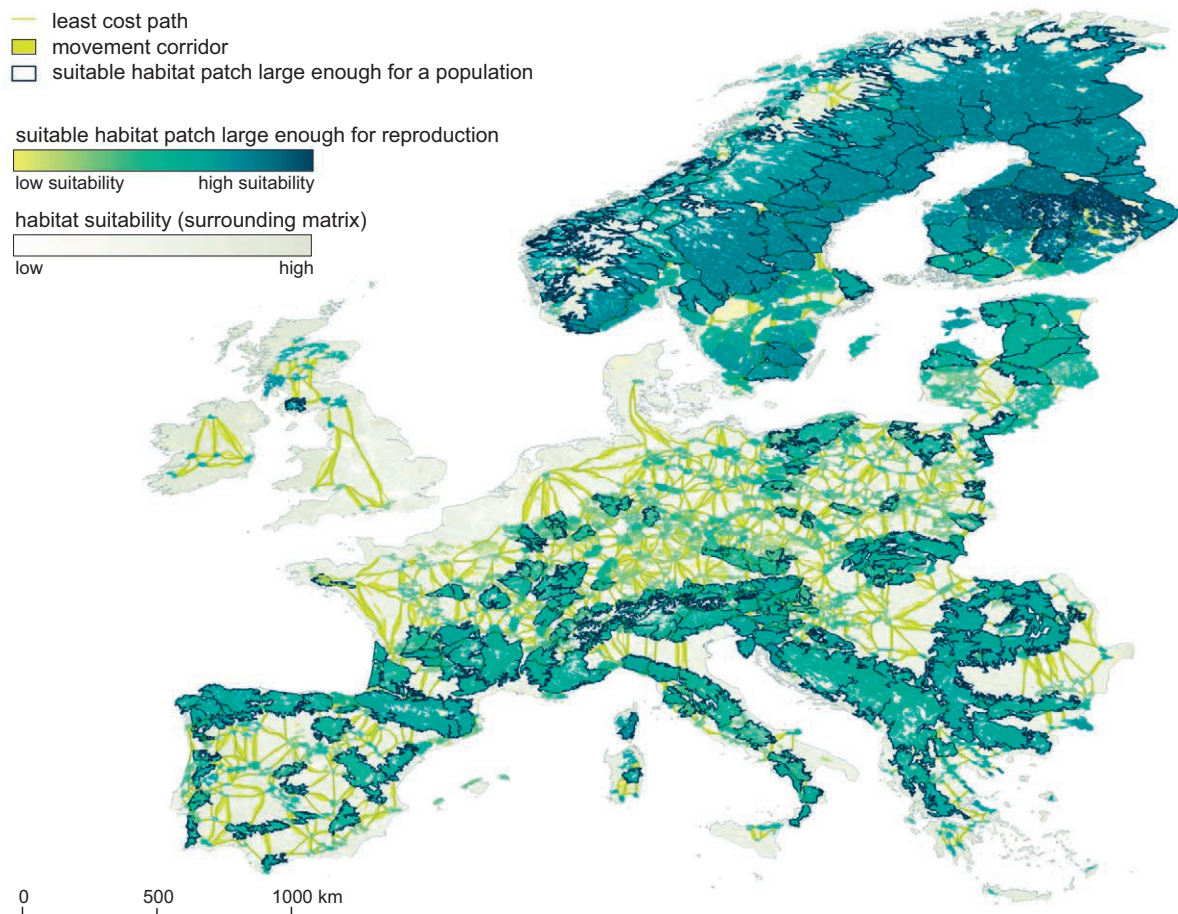 least cost path
movement corridor
suitable habitat patch large enough for a population
suitable habitat patch large enough for reproduction
low suitability high suitability
habitat suitability (surrounding matrix)
low high
0 500 1000 km